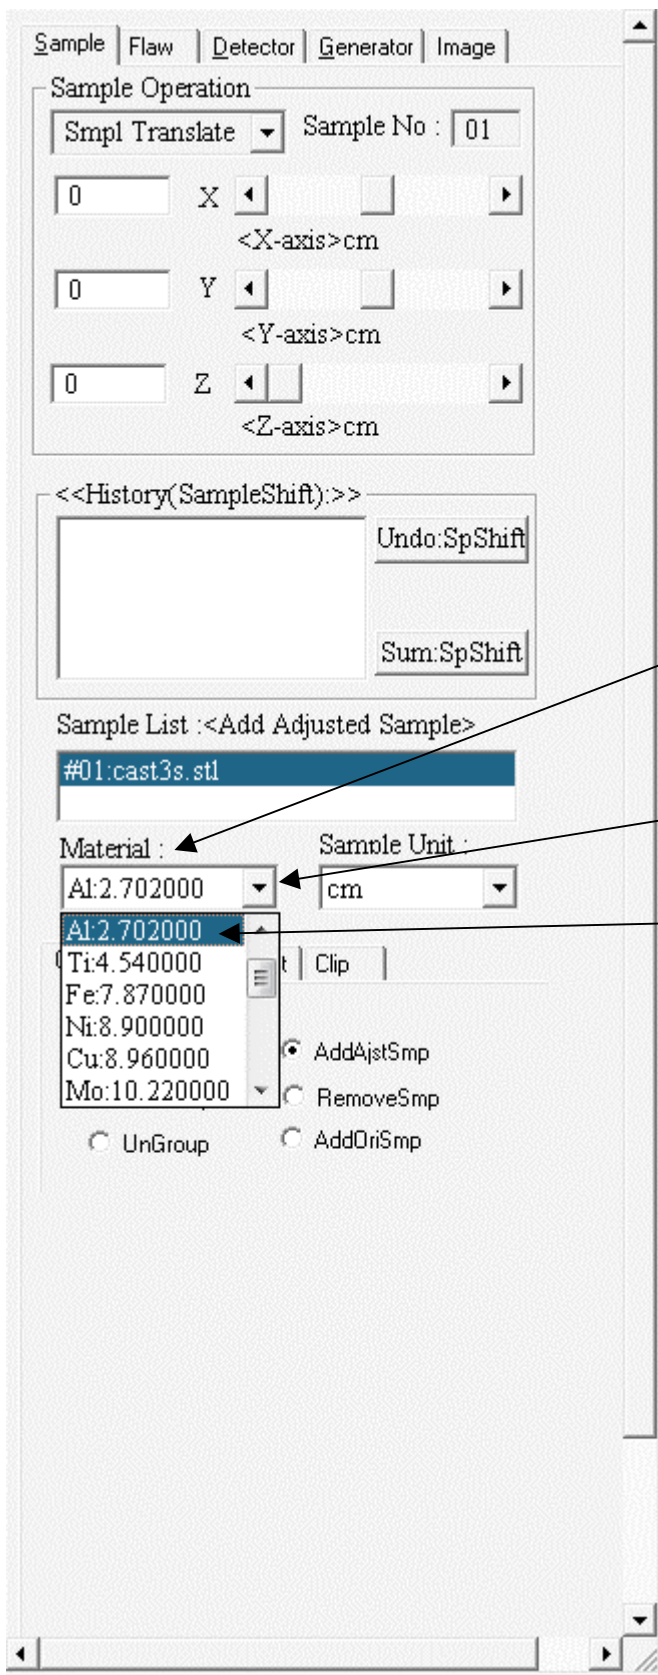 Sample Flaw Detector Generator Image
Sample Operation
Smpl Translate Sample No : 01
0 X
<X-axis>cm
0 Y
<Y-axis>cm
0 Z
<Z-axis>cm
<<History(SampleShift):>>
Undo:SpShift
Sum:SpShift
Sample List :<Add Adjusted Sample>
#01:cast3s.stl
Material : Sample Unit :
Al:2.702000 cm
Al:2.702000
Ti:4.540000 t Clip
Fe:7.870000
Ni:8.900000
Cu:8.960000 AddAjstSmp
Mo:10.220000 RemoveSmp
UnGroup AddOriSmp